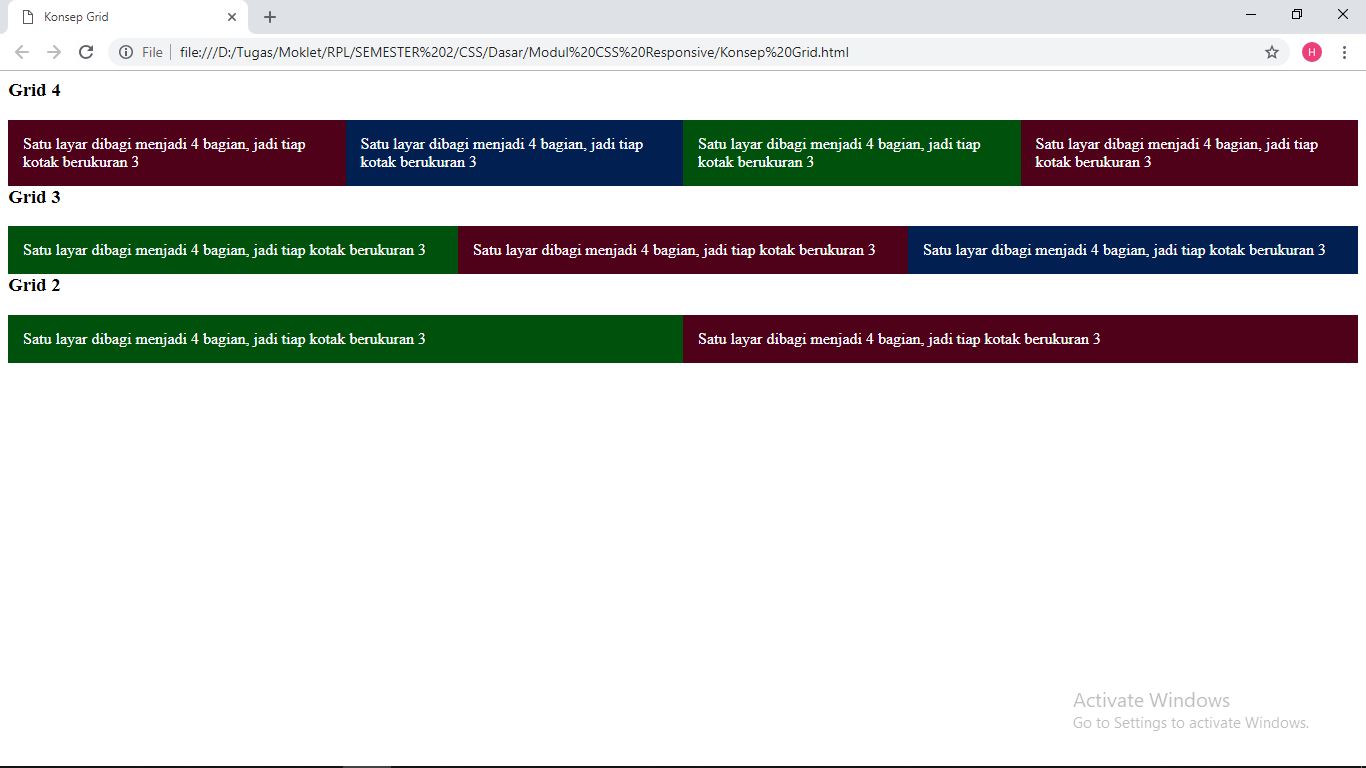 Konsep Grid
File
file:///D:/Tugas/Moklet/RPL/SEMESTER%202/CSS/Dasar/Modul%20CSS%20Responsive/Konsep%20Grid.html
H
Grid 4
Satu layar dibagi menjadi 4 bagian, jadi tiap
kotak berukuran 3
Satu layar dibagi menjadi 4 bagian, jadi tiap
kotak berukuran 3
Satu layar dibagi menjadi 4 bagian, jadi tiap
kotak berukuran 3
Satu layar dibagi menjadi 4 bagian, jadi tiap
kotak berukuran 3
Grid 3
Satu layar dibagi menjadi 4 bagian, jadi tiap kotak berukuran 3
Satu layar dibagi menjadi 4 bagian, jadi tiap kotak berukuran 3
Satu layar dibagi menjadi 4 bagian, jadi tiap kotak berukuran 3
Grid 2
Satu layar dibagi menjadi 4 bagian, jadi tiap kotak berukuran 3
Satu layar dibagi menjadi 4 bagian, jadi tiap kotak berukuran 3
Activate Windows
Go to Settings to activate Windows.